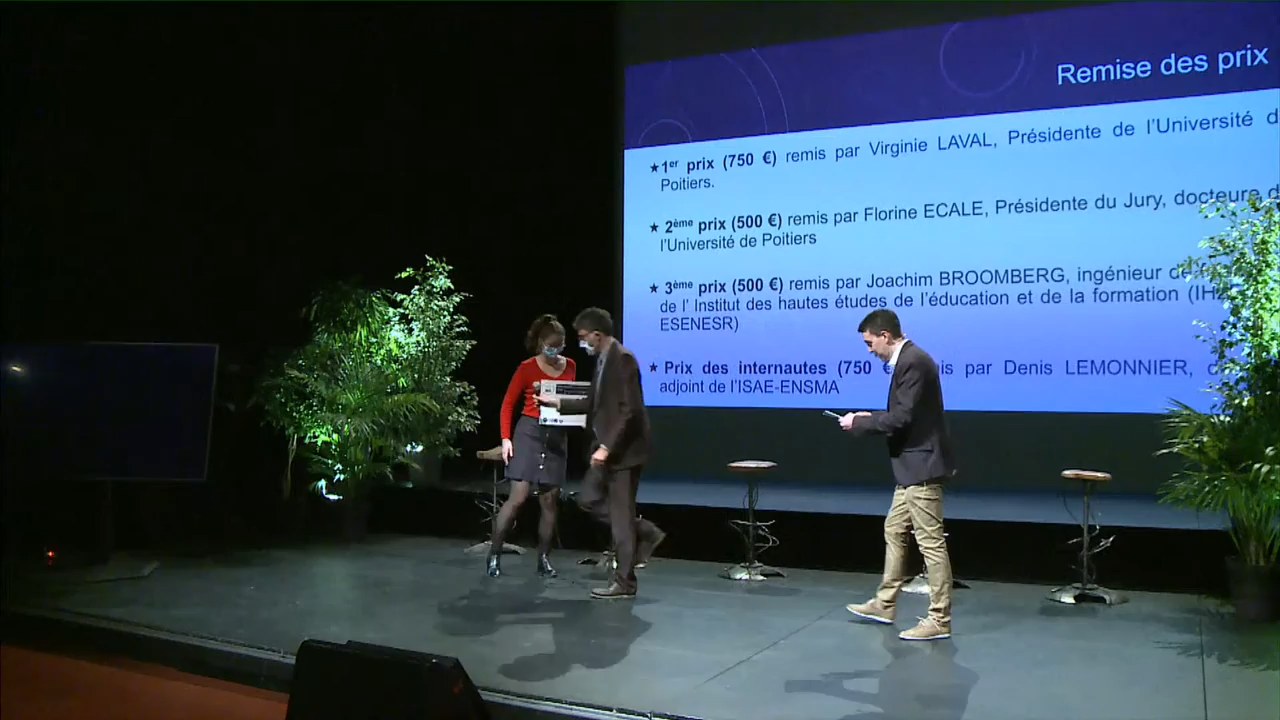 Remise des prix
★1er prix (750 €) remis par Virginie LAVAL, Présidente de l'Université
Poitiers.
★ 2ème prix (500 €) remis par Florine ECALE, Présidente du Jury, docteure
l'Université de Poitiers
★ 3ème prix (500 €) remis par Joachim BROOMBERG, ingénieur
de l' Institut des hautes études de l'éducation et de la formation
ESENESR)
★ Prix des internautes (750 par Denis LEMONNIER,
adjoint de l'ISAE-ENSMA